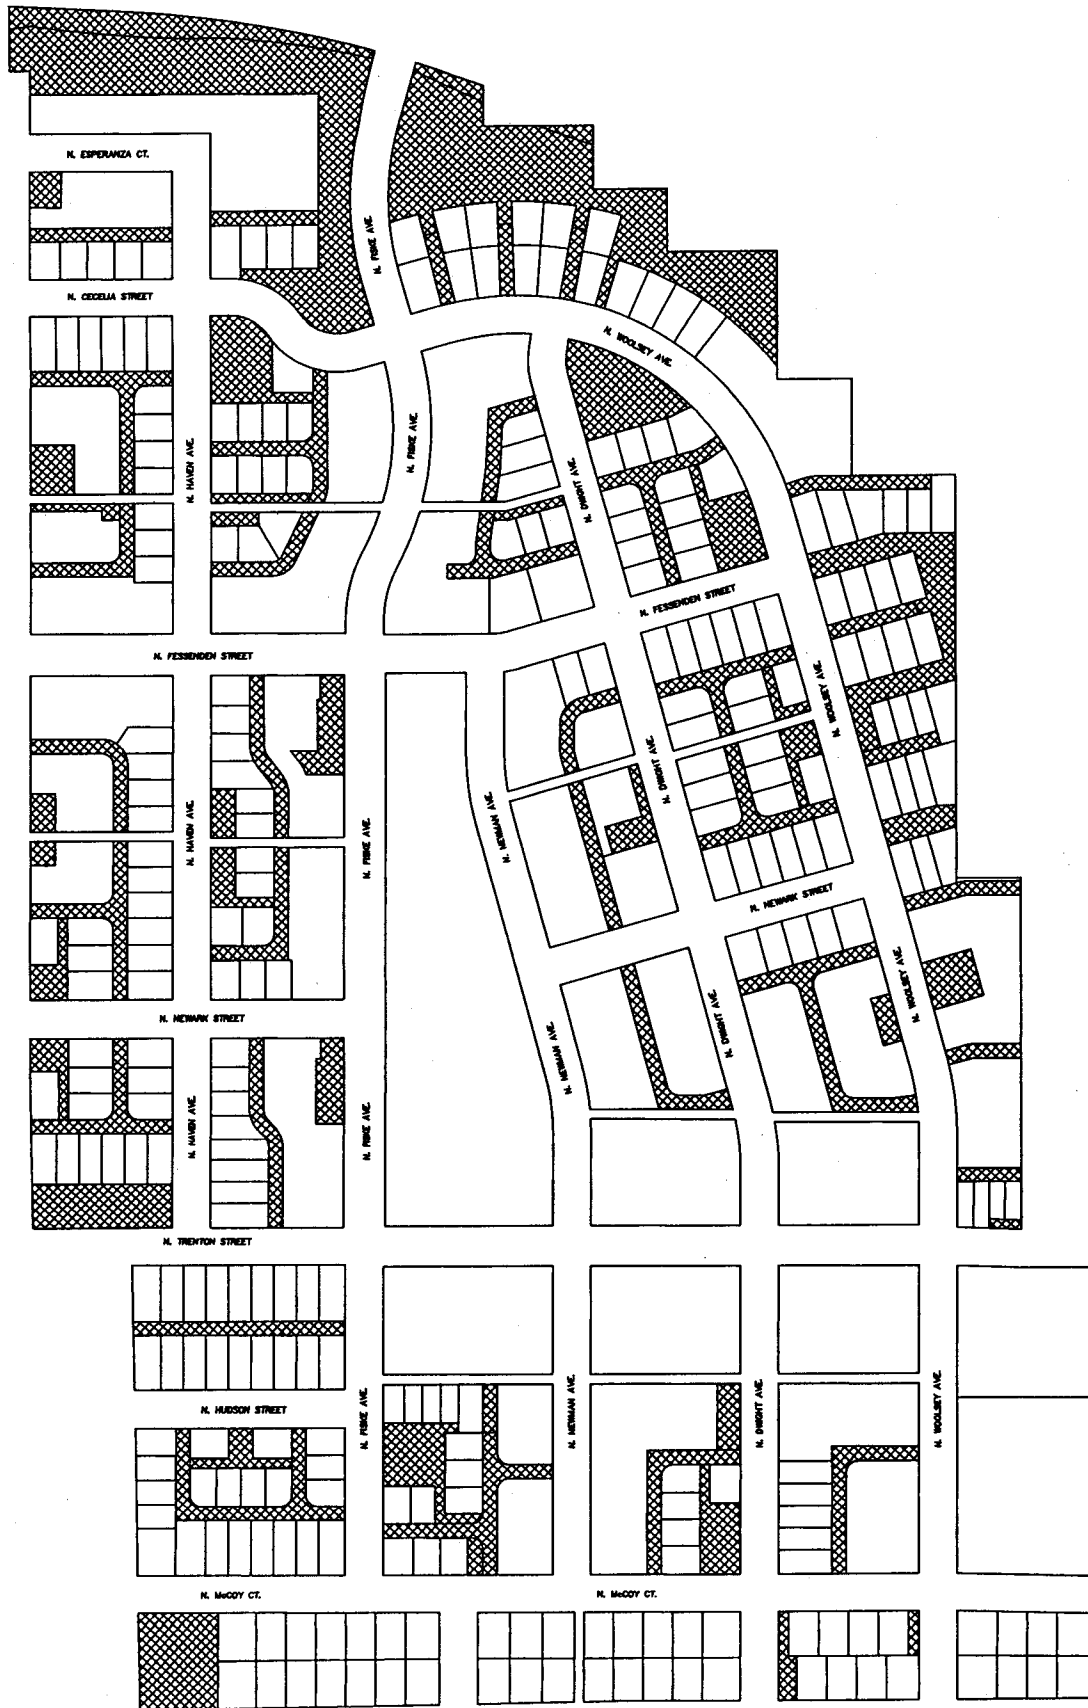 N. ESPERANZA CT.
N. FISKE AVE.
N. CECELIA STREET
N. WOOLSEY AVE.
N. HAVEN AVE.
N. FISKE AVE.
N. DWIGHT AVE.
N. FESSENDEN STREET
N. FESSENDEN STREET
N. WOOLSEY AVE.
N. DWIGHT AVE.
N. HAVEN AVE.
N. FISKE AVE.
N. NEWMAN AVE.
N. NEWARK STREET
N. NEWARK STREET
N. WOOLSEY AVE.
N. DWIGHT AVE.
N. NEWMAN AVE.
N. HAVEN AVE.
N. FISKE AVE.
N. TRENTON STREET
N. HUDSON STREET
N. FISKE AVE.
N. NEWMAN AVE.
N. DWIGHT AVE.
N. WOOLSEY AVE.
N. McCOY CT.
N. McCOY CT.